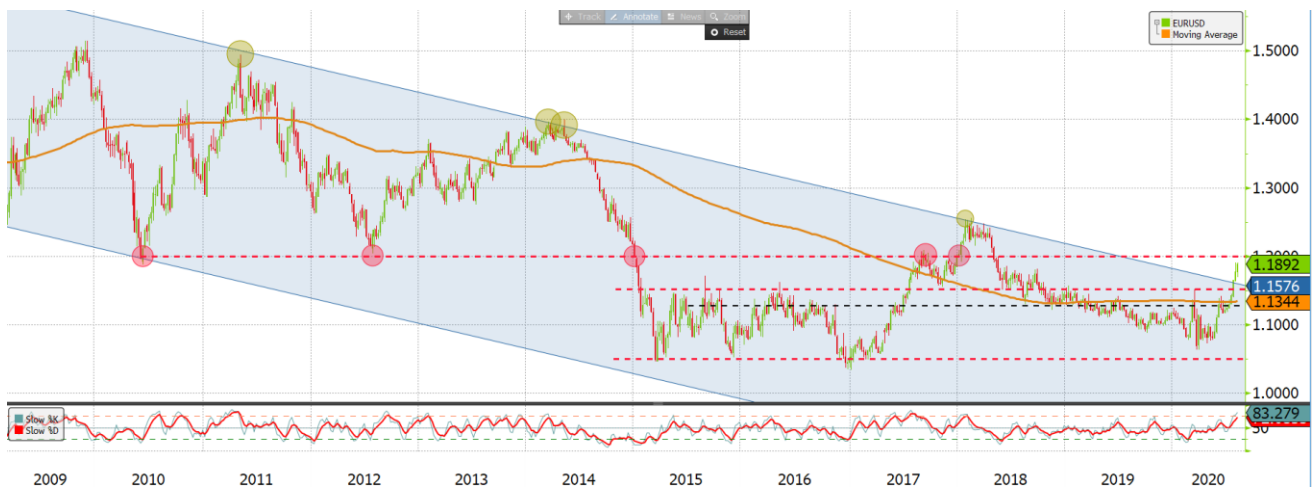 Track Annotate News Zoom
Reset
EURUSD
Moving Average
1.5000
1.4000
1.3000
1.2000
1.1892
1.1576
1.1344
1.1000
1.0000
Slow %K
Slow %D
83.279
50
2009 2010 2011 2012 2013 2014 2015 2016 2017 2018 2019 2020